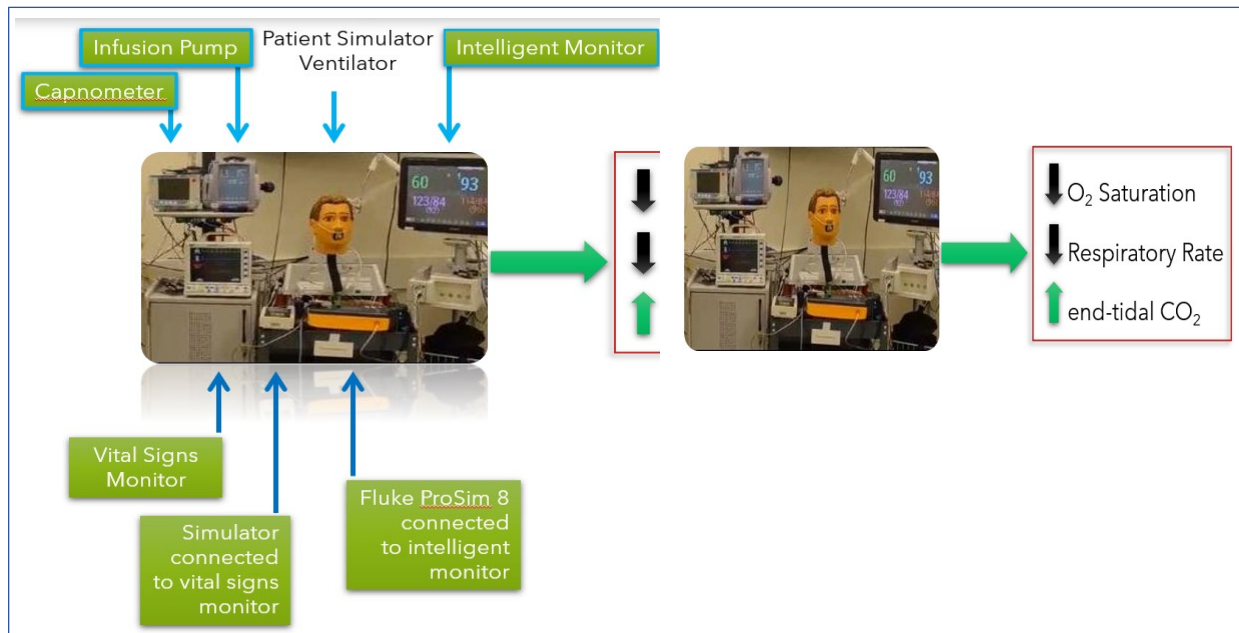 Infusion Pump
Patient Simulator
Ventilator
Intelligent Monitor
Capnometer
60
93
123/84
O₂ Saturation
Respiratory Rate
end-tidal CO₂
Vital Signs
Monitor
Simulator
connected
to vital signs
monitor
Fluke ProSim 8
connected
to intelligent
monitor